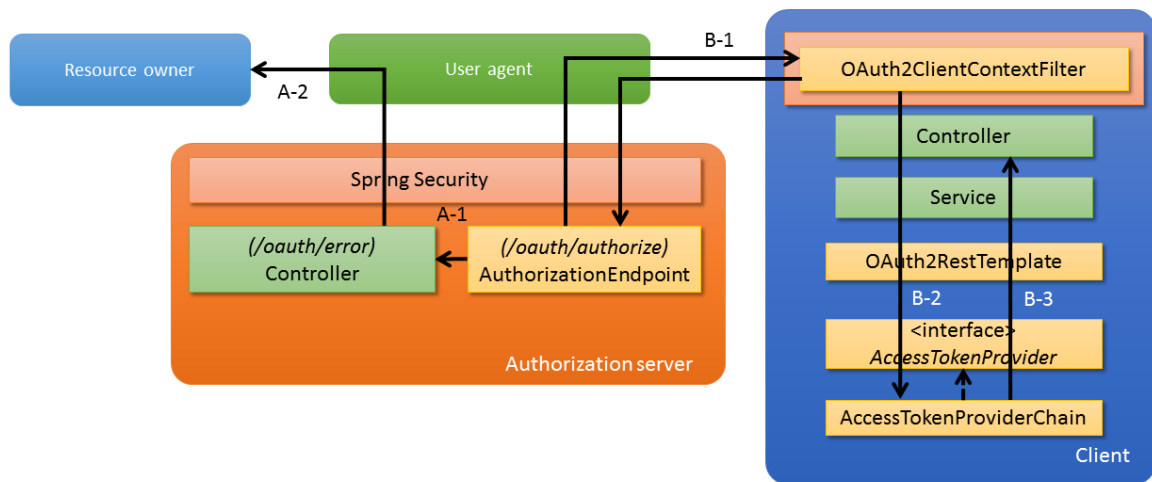 Resource owner
User agent
A-2
B-1
OAuth2ClientContextFilter
Controller
Service
OAuth2RestTemplate
B-2
B-3
<interface>
AccessTokenProvider
AccessTokenProviderChain
Client
Spring Security
A-1
(/oauth/error)
Controller
(/oauth/authorize)
AuthorizationEndpoint
Authorization server